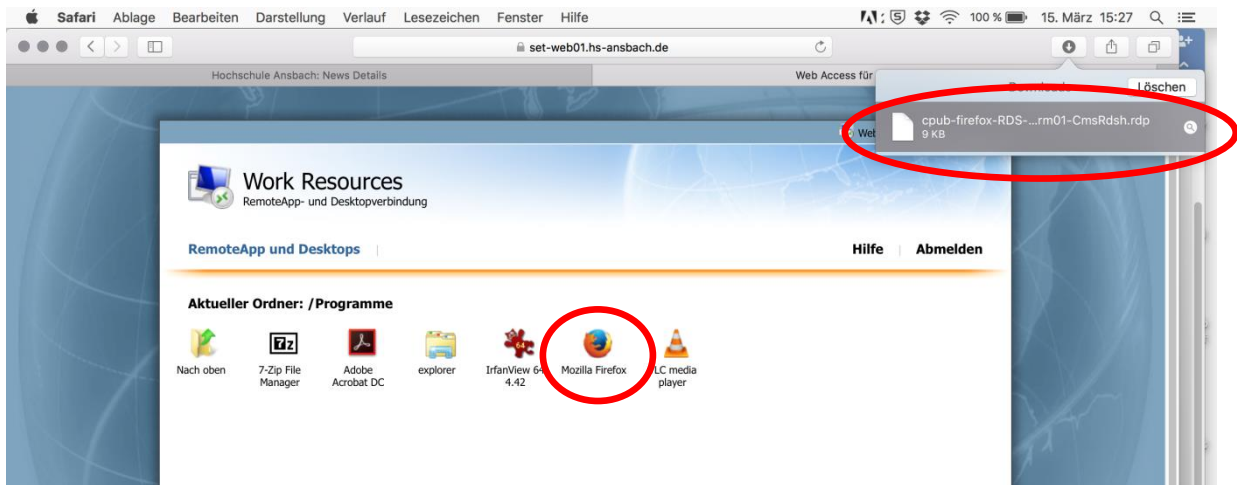 Safari Ablage Bearbeiten Darstellung Verlauf Lesezeichen Fenster Hilfe 5 100 % 15. März 15:27
set-web01.hs-ansbach.de
Hochschule Ansbach: News Details
Web Access für
Löschen
cpub-firefox-RDS-...rm01-CmsRdsh.rdp
9 KB
Work Resources
RemoteApp- und Desktopverbindung
RemoteApp und Desktops
Hilfe Abmelden
Aktueller Ordner: /Programme
7z
64
Nach oben
7-Zip File
Manager
Adobe
Acrobat DC
explorer
IrfanView 64
4.42
Mozilla Firefox
LC media
player